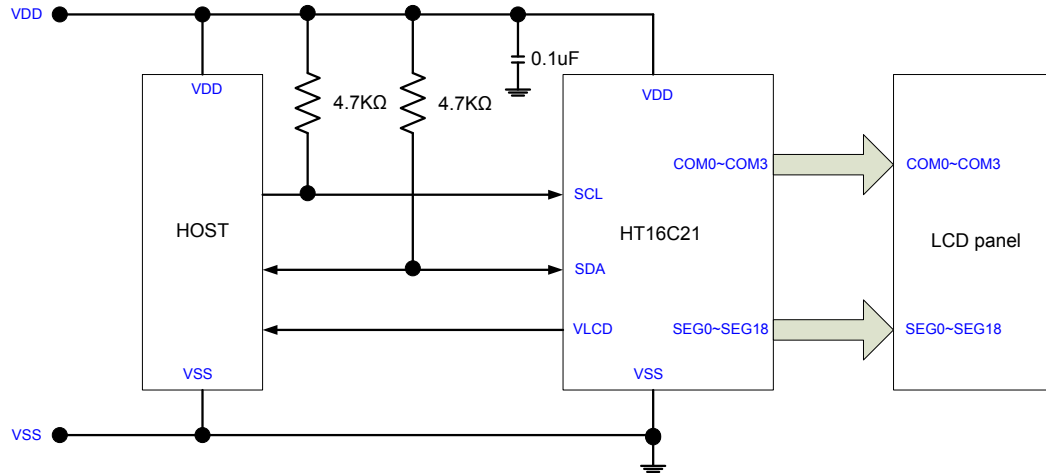 VDD
0.1uF
VDD
4.7KΩ
4.7KΩ
VDD
COM0~COM3
COM0~COM3
SCL
HOST
HT16C21
LCD panel
SDA
VLCD
SEG0~SEG18
SEG0~SEG18
VSS
VSS
VSS